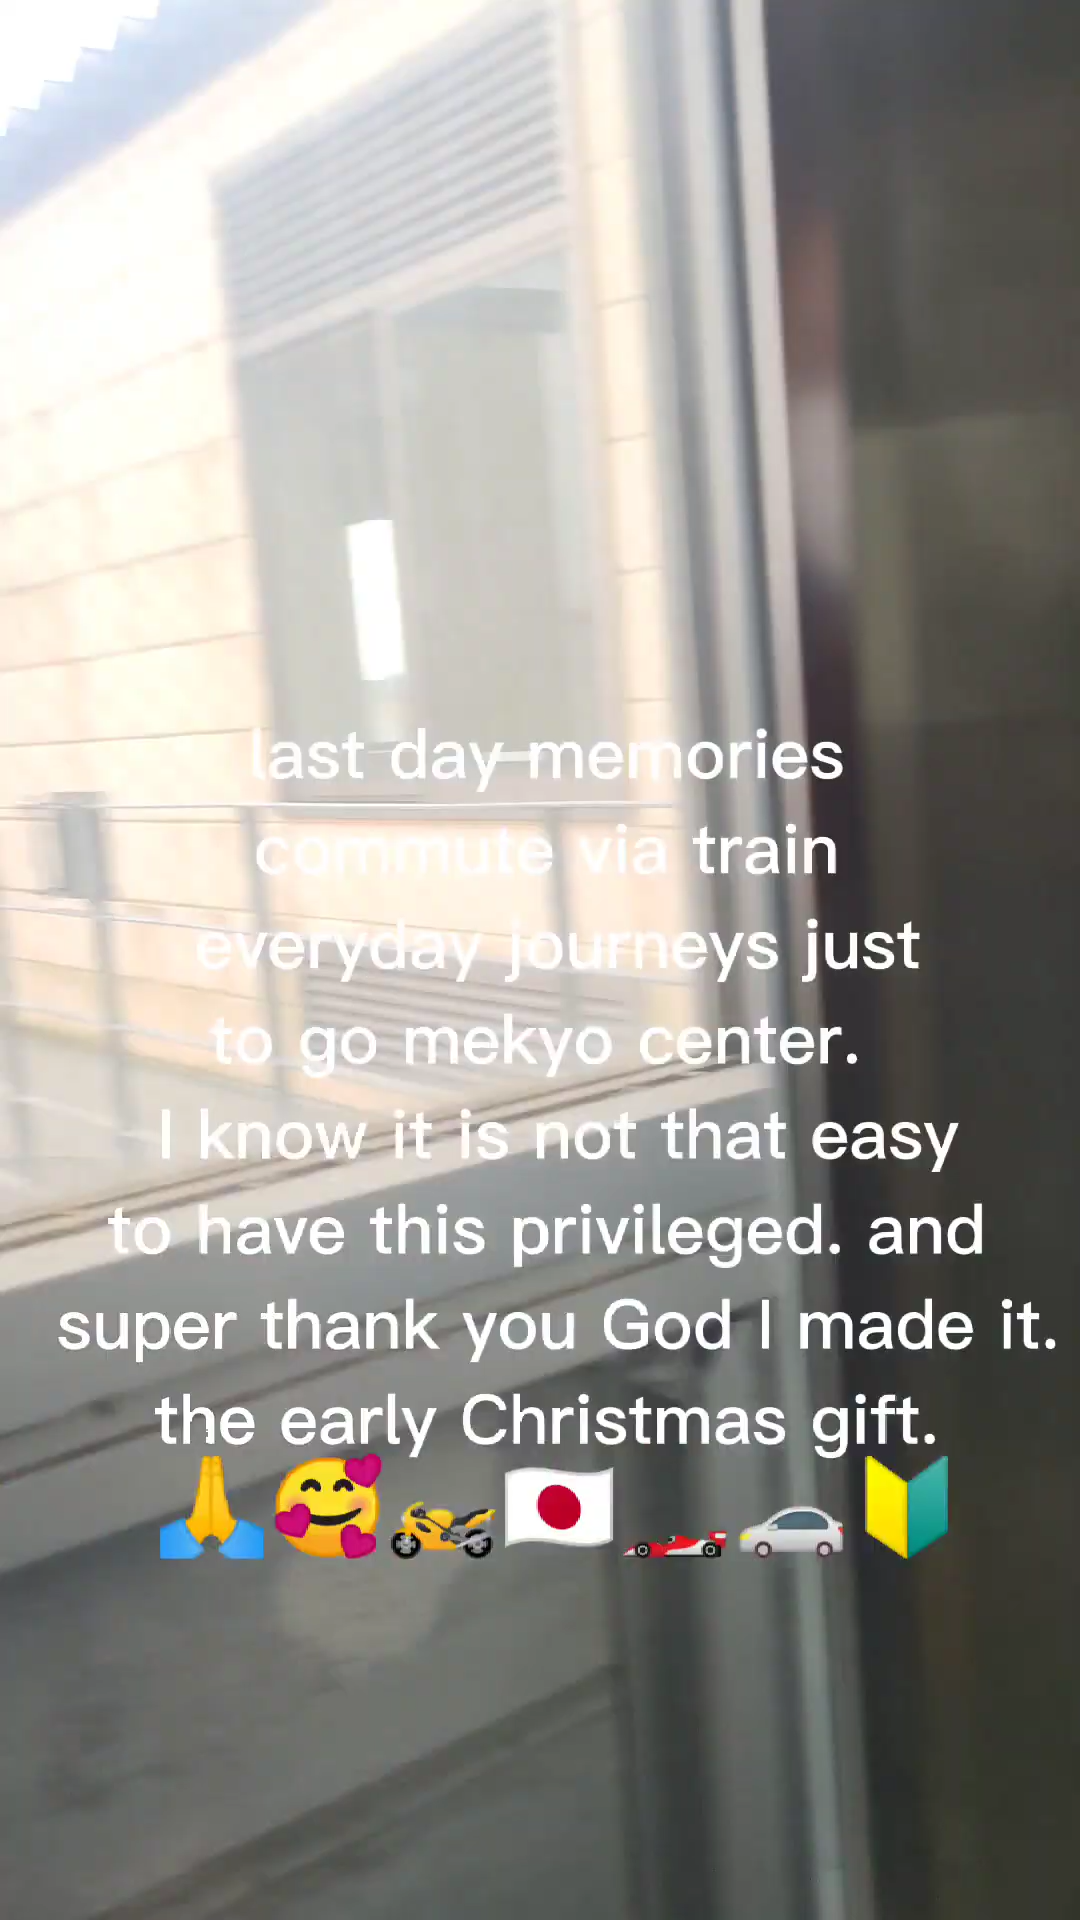 last day memories
commute via train
everyday journeys just
to go mekyo center.
I know it is not that easy
to have this privileged. and
super thank you God I made it.
the early Christmas gift.
🙏🥰🏍️🇯🇵🏎️🚗🔰